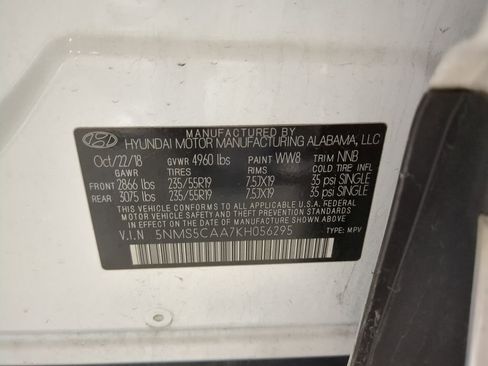 MANUFACTURED BY
HYUNDAI MOTOR MANUFACTURING ALABAMA, LLC
Oct/22/18 GVWR 4960 lbs PAINT WW8 TRIM NNB
GAWR TIRES RIMS COLD TIRE INFL
FRONT 2866 lbs 235/55R19 7.5JX19 35 psi SINGLE
REAR 3075 lbs 235/55R19 7.5JX19 35 psi SINGLE
THIS VEHICLE CONFORMS TO ALL APPLICABLE U.S.A. FEDERAL
MOTOR VEHICLE SAFETY AND THEFT PREVENTION STANDARDS
IN EFFECT ON THE DATE OF MANUFACTURE SHOWN ABOVE.
V.I.N 5NMS5CAA7KH056295 TYPE: MPV